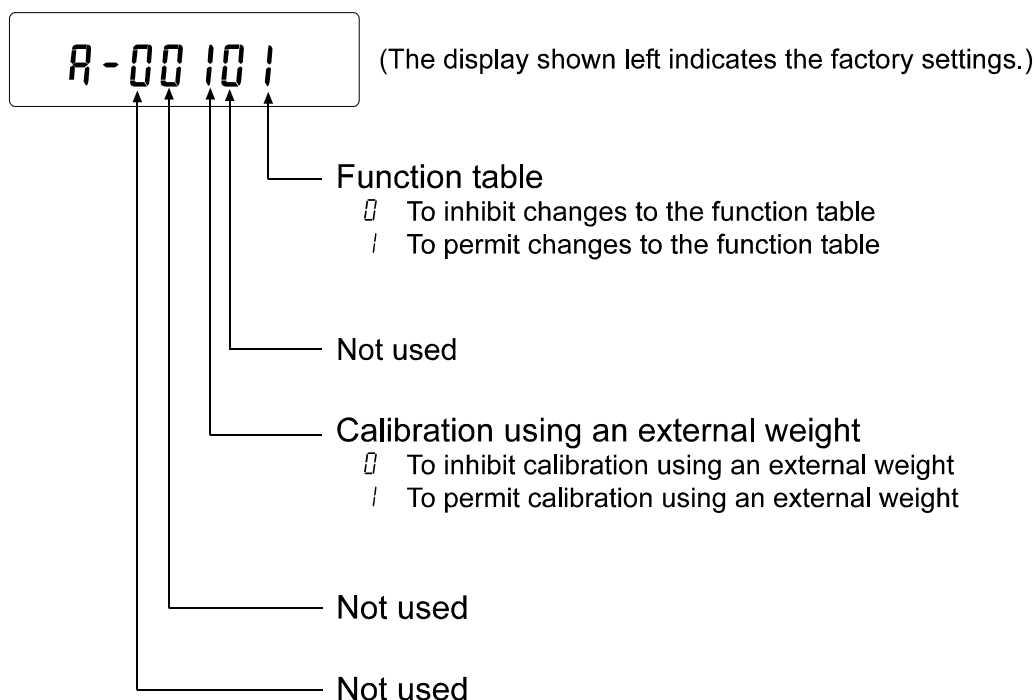 A-00101
(The display shown left indicates the factory settings.)
Function table
0 To inhibit changes to the function table
1 To permit changes to the function table
Not used
Calibration using an external weight
0 To inhibit calibration using an external weight
1 To permit calibration using an external weight
Not used
Not used